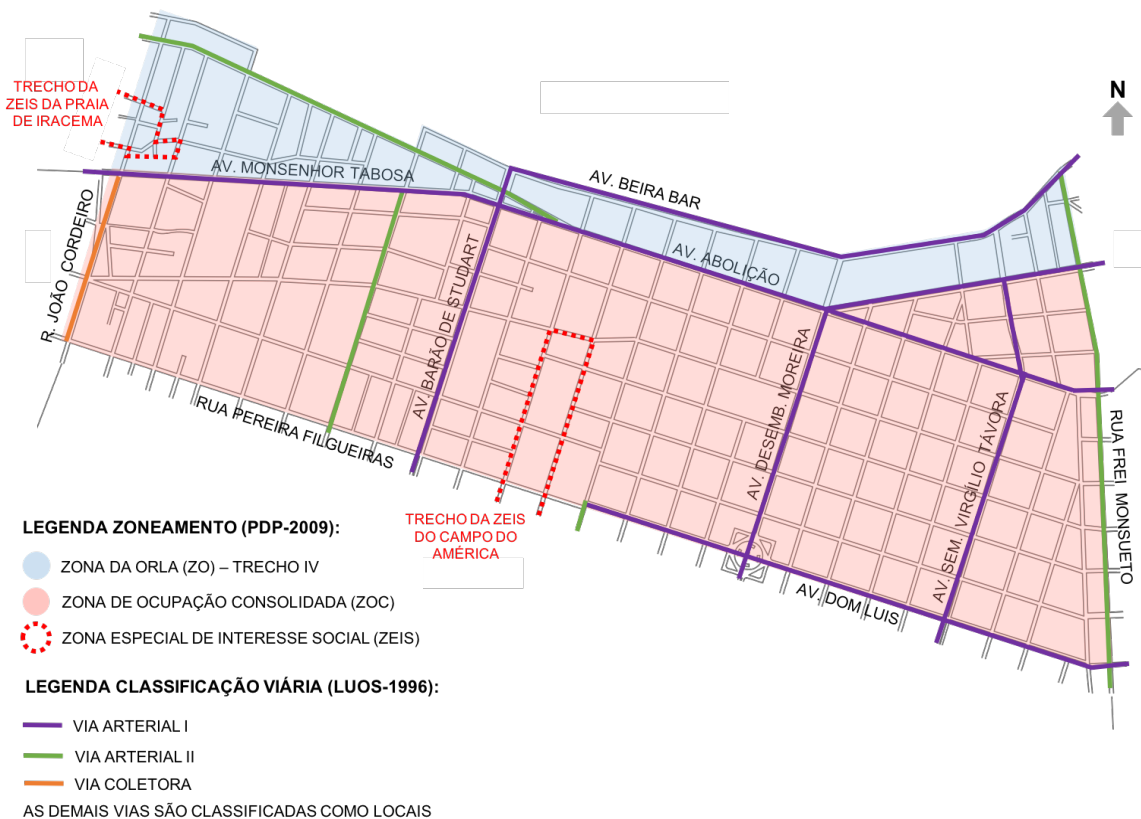 TRECHO DA
ZEIS DA PRAIA
DE IRACEMA
N
AV. MONSENHOR TABOSA
AV. BEIRA BAR
AV. ABOLIÇÃO
R. JOÃO CORDEIRO
AV. BARÃO DE STUDART
AV. DESEMB. MOREIRA
AV. SEM. VIRGÍLIO TÁVORA
RUA FREI MONSUETO
RUA PEREIRA FILGUEIRAS
TRECHO DA ZEIS
DO CAMPO DO
AMÉRICA
AV. DOM LUIS
LEGENDA ZONEAMENTO (PDP-2009):
ZONA DA ORLA (ZO) – TRECHO IV
ZONA DE OCUPAÇÃO CONSOLIDADA (ZOC)
ZONA ESPECIAL DE INTERESSE SOCIAL (ZEIS)
LEGENDA CLASSIFICAÇÃO VIÁRIA (LUOS-1996):
VIA ARTERIAL I
VIA ARTERIAL II
VIA COLETORA
AS DEMAIS VIAS SÃO CLASSIFICADAS COMO LOCAIS